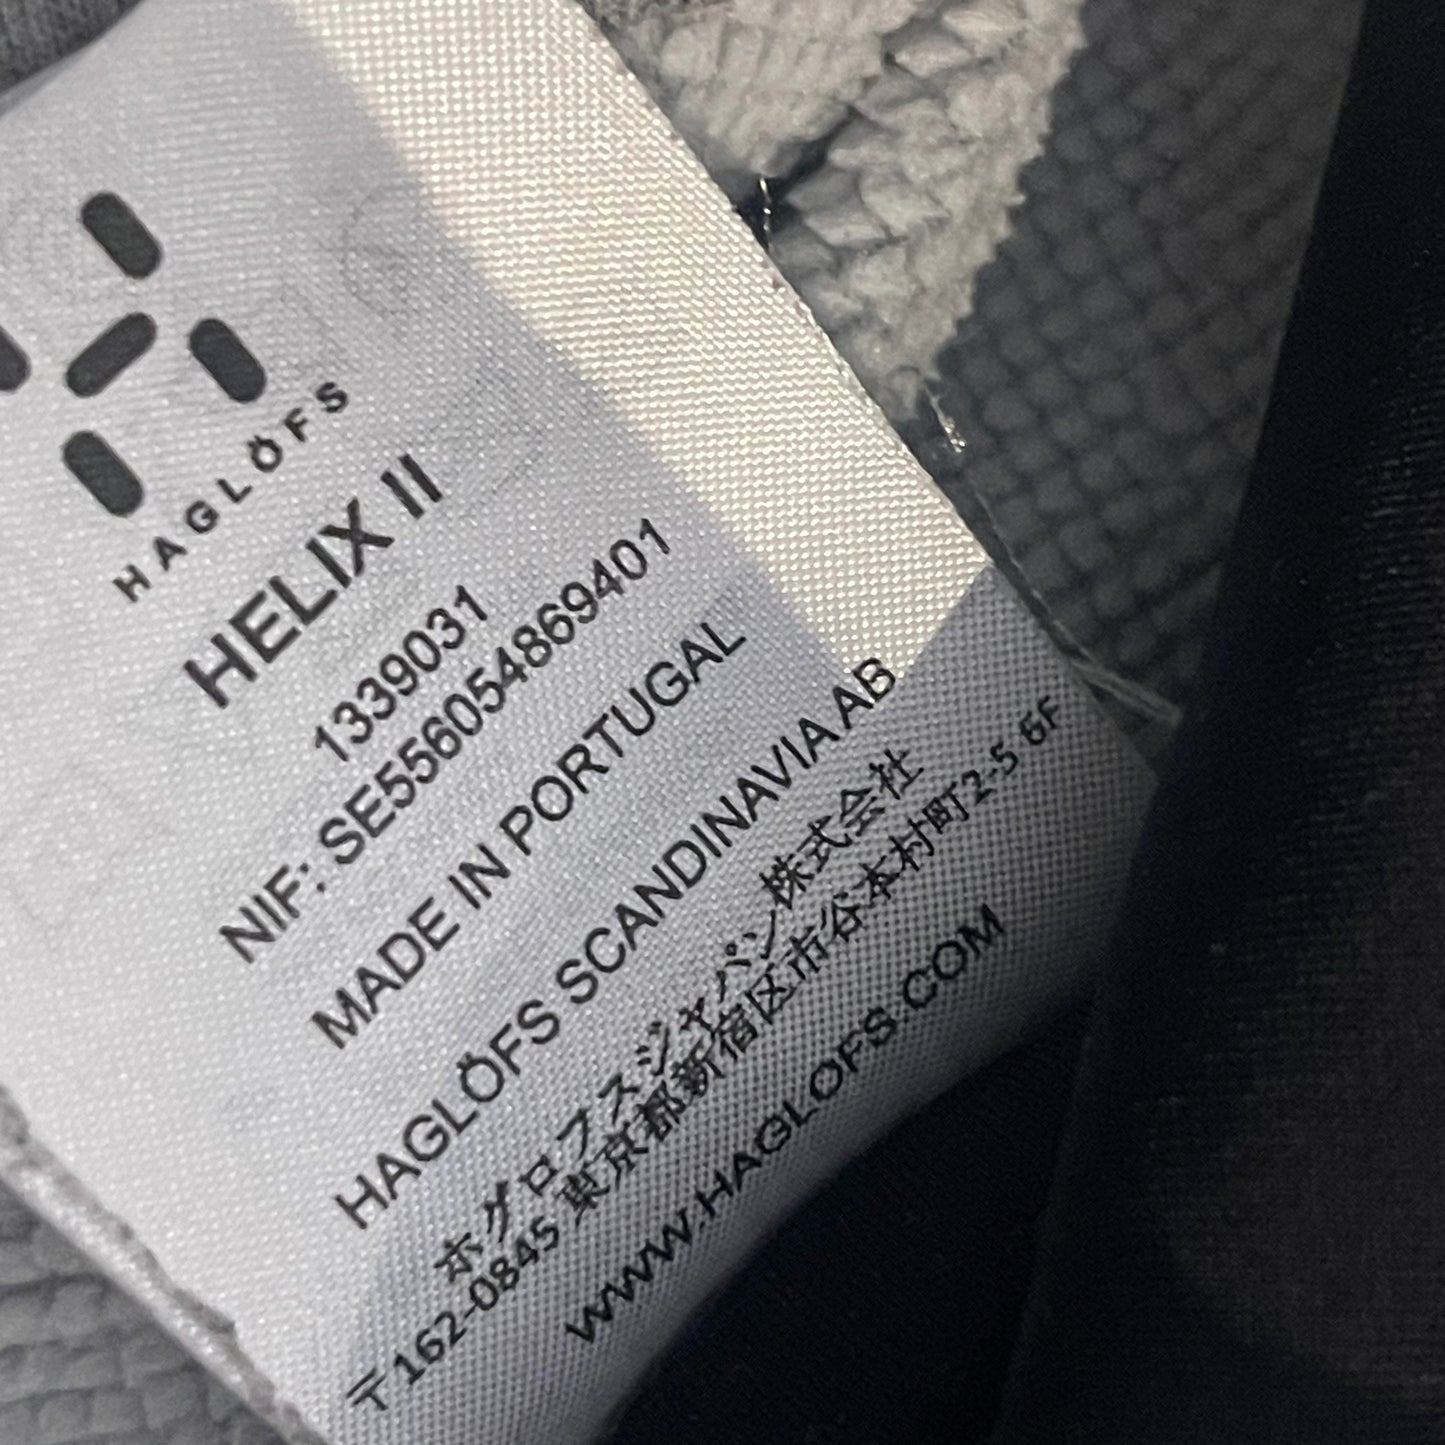 HAGLÖFS
HELIX II
1339031
NIF: SE556054869401
MADE IN PORTUGAL
HAGLÖFS SCANDINAVIA AB
ホグロフスジャパン株式会社
〒162-0845 東京都新宿区市谷本村町2-5 6F
WWW.HAGLOFS.COM